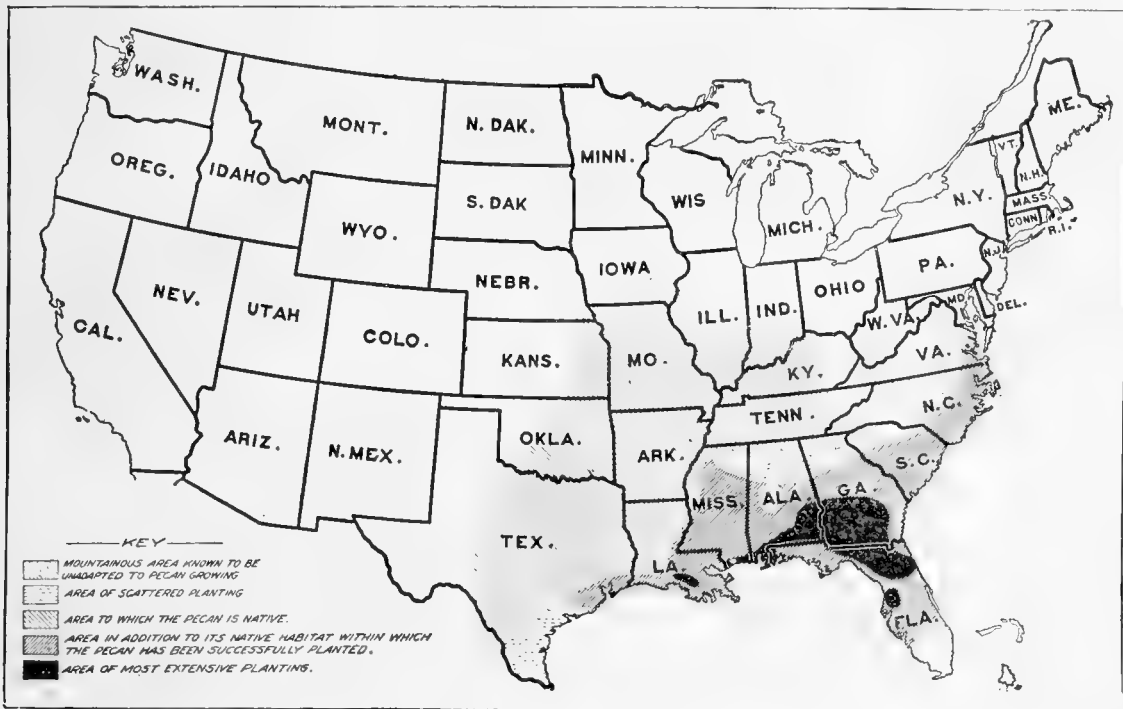 WASH.
MONT.
N. DAK.
MINN.
ME.
OREG.
IDAHO
S. DAK
WIS
MICH.
N.Y.
VT.
N.H.
MASS.
CONN
R.I.
WYO.
NEBR.
IOWA
PA.
N.J.
NEV.
UTAH
COLO.
ILL.
IND.
OHIO
W.VA.
MD.
DEL.
CAL.
KANS.
MO.
KY.
VA.
ARIZ.
N.MEX.
OKLA.
ARK.
TENN.
N.C.
S.C.
TEX.
LA.
MISS.
ALA.
GA.
FLA.
KEY
MOUNTAINOUS AREA KNOWN TO BE
UNADAPTED TO PECAN GROWING
AREA OF SCATTERED PLANTING
AREA TO WHICH THE PECAN IS NATIVE.
AREA IN ADDITION TO ITS NATIVE HABITAT WITHIN WHICH
THE PECAN HAS BEEN SUCCESSFULLY PLANTED.
AREA OF MOST EXTENSIVE PLANTING.